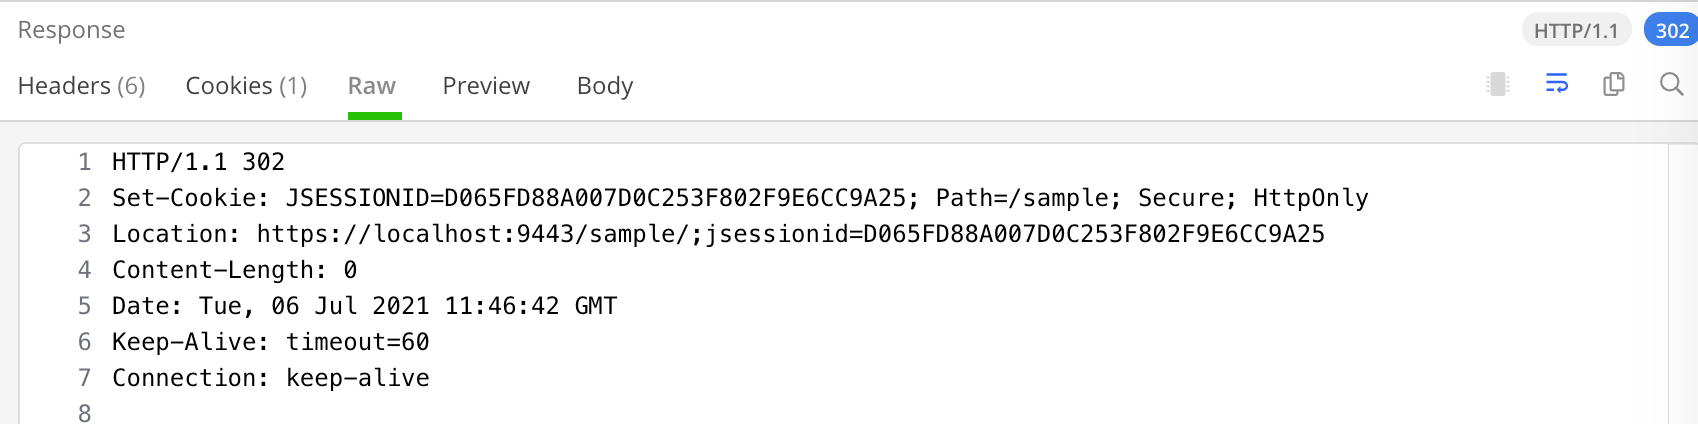 Response HTTP/1.1 302
Headers (6) Cookies (1) Raw Preview Body
1 HTTP/1.1 302
2 Set-Cookie: JSESSIONID=D065FD88A007D0C253F802F9E6CC9A25; Path=/sample; Secure; HttpOnly
3 Location: https://localhost:9443/sample/;jsessionid=D065FD88A007D0C253F802F9E6CC9A25
4 Content-Length: 0
5 Date: Tue, 06 Jul 2021 11:46:42 GMT
6 Keep-Alive: timeout=60
7 Connection: keep-alive
8